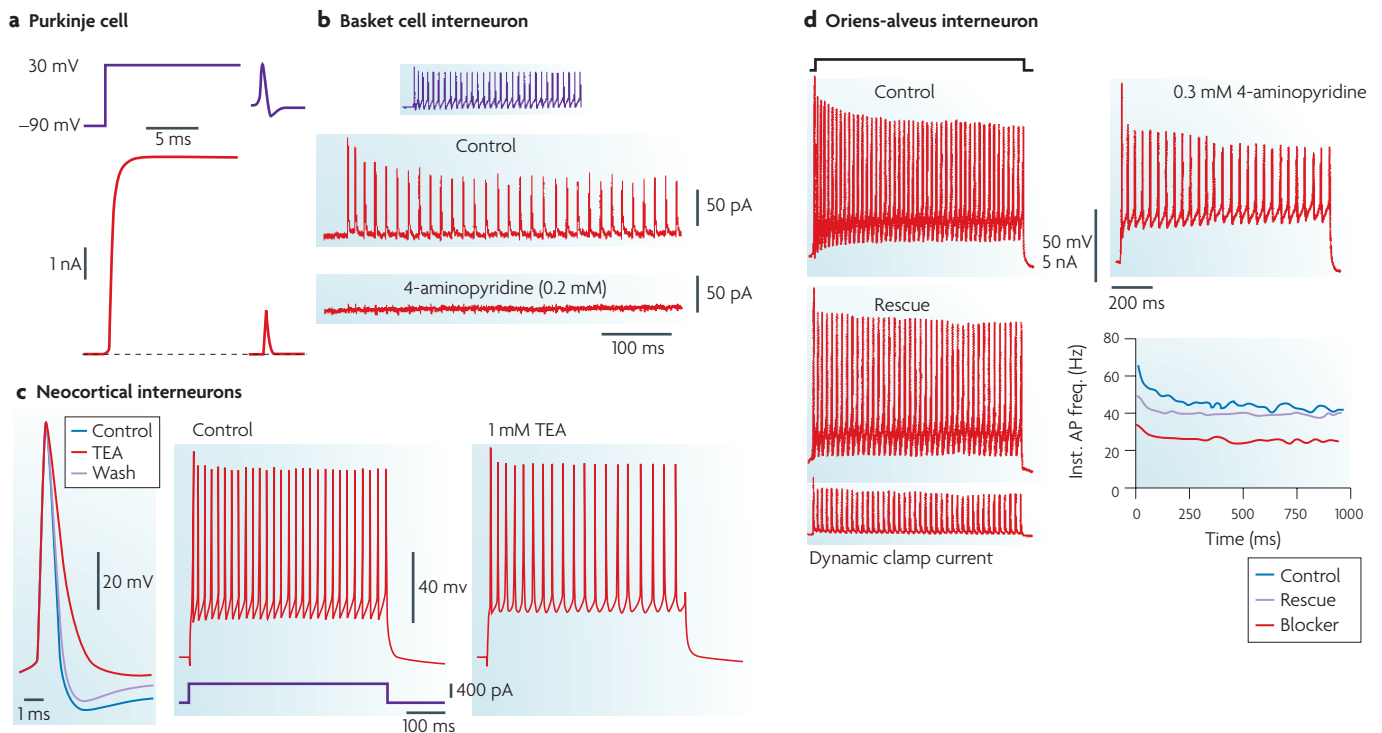 a Purkinje cell
30 mV
–90 mV
5 ms
1 nA
b Basket cell interneuron
Control
50 pA
4-aminopyridine (0.2 mM)
50 pA
100 ms
c Neocortical interneurons
Control
TEA
Wash
20 mV
1 ms
Control
40 mv
400 pA
100 ms
1 mM TEA
d Oriens-alveus interneuron
Control
0.3 mM 4-aminopyridine
50 mV
5 nA
200 ms
Rescue
Dynamic clamp current
Inst. AP freq. (Hz)
80
60
40
20
0
0 250 500 750 1000
Time (ms)
Control
Rescue
Blocker